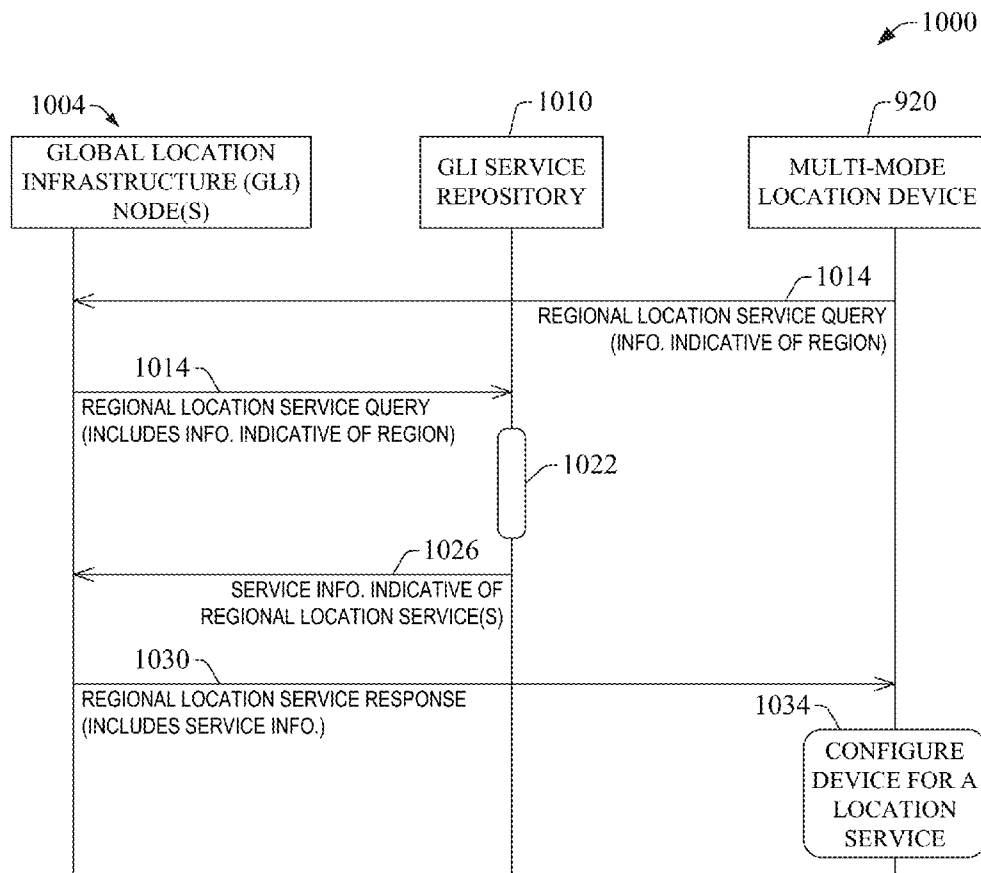 1000
1004
1010
920
GLOBAL LOCATION
INFRASTRUCTURE (GLI)
NODE(S)
GLI SERVICE
REPOSITORY
MULTI-MODE
LOCATION DEVICE
1014
REGIONAL LOCATION SERVICE QUERY
(INFO. INDICATIVE OF REGION)
1014
REGIONAL LOCATION SERVICE QUERY
(INCLUDES INFO. INDICATIVE OF REGION)
1022
1026
SERVICE INFO. INDICATIVE OF
REGIONAL LOCATION SERVICE(S)
1030
REGIONAL LOCATION SERVICE RESPONSE
(INCLUDES SERVICE INFO.)
1034
CONFIGURE
DEVICE FOR A
LOCATION
SERVICE